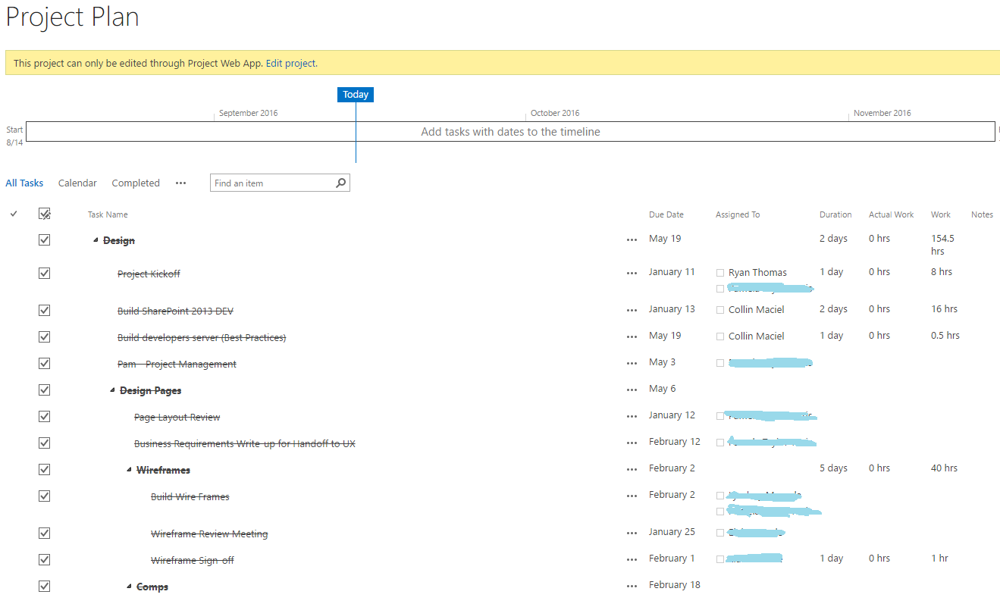 Project Plan
This project can only be edited through Project Web App. Edit project.
Today
September 2016 October 2016 November 2016
Start
8/14
Add tasks with dates to the timeline
All Tasks Calendar Completed ••• Find an item
Task Name Due Date Assigned To Duration Actual Work Work Notes
Design ••• May 19 2 days 0 hrs 154.5
hrs
Project Kickoff ••• January 11 Ryan Thomas 1 day 0 hrs 8 hrs
Build SharePoint 2013 DEV ••• January 13 Collin Maciel 2 days 0 hrs 16 hrs
Build developers server (Best Practices) ••• May 19 Collin Maciel 1 day 0 hrs 0.5 hrs
Pam - Project Management ••• May 3
Design Pages ••• May 6
Page Layout Review ••• January 12
Business Requirements Write-up for Handoff to UX ••• February 12
Wireframes ••• February 2 5 days 0 hrs 40 hrs
Build Wire Frames ••• February 2
Wireframe Review Meeting ••• January 25
Wireframe Sign-off ••• February 1 1 day 0 hrs 1 hr
Comps ••• February 18